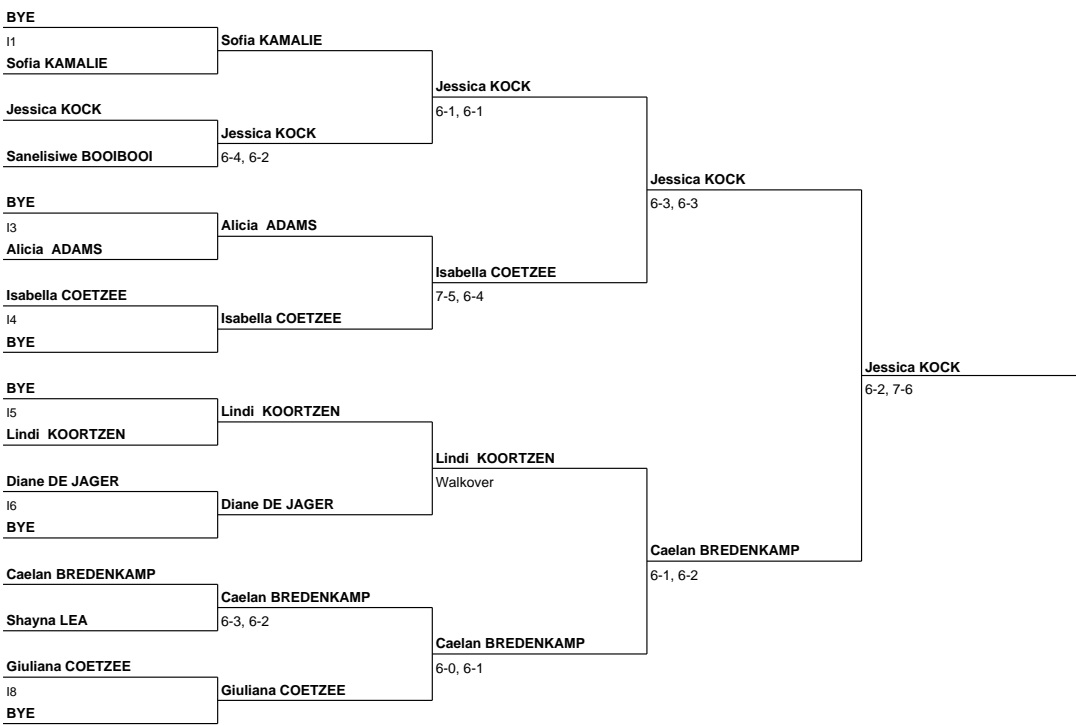 BYE
I1
Sofia KAMALIE
Sofia KAMALIE
Jessica KOCK
Sanelisiwe BOOIBOOI
Jessica KOCK
6-4, 6-2
Jessica KOCK
6-1, 6-1
BYE
I3
Alicia ADAMS
Alicia ADAMS
Isabella COETZEE
I4
BYE
Isabella COETZEE
Isabella COETZEE
7-5, 6-4
Jessica KOCK
6-3, 6-3
BYE
I5
Lindi KOORTZEN
Lindi KOORTZEN
Diane DE JAGER
I6
BYE
Diane DE JAGER
Lindi KOORTZEN
Walkover
Caelan BREDENKAMP
Shayna LEA
Caelan BREDENKAMP
6-3, 6-2
Giuliana COETZEE
I8
BYE
Giuliana COETZEE
Caelan BREDENKAMP
6-0, 6-1
Caelan BREDENKAMP
6-1, 6-2
Jessica KOCK
6-2, 7-6